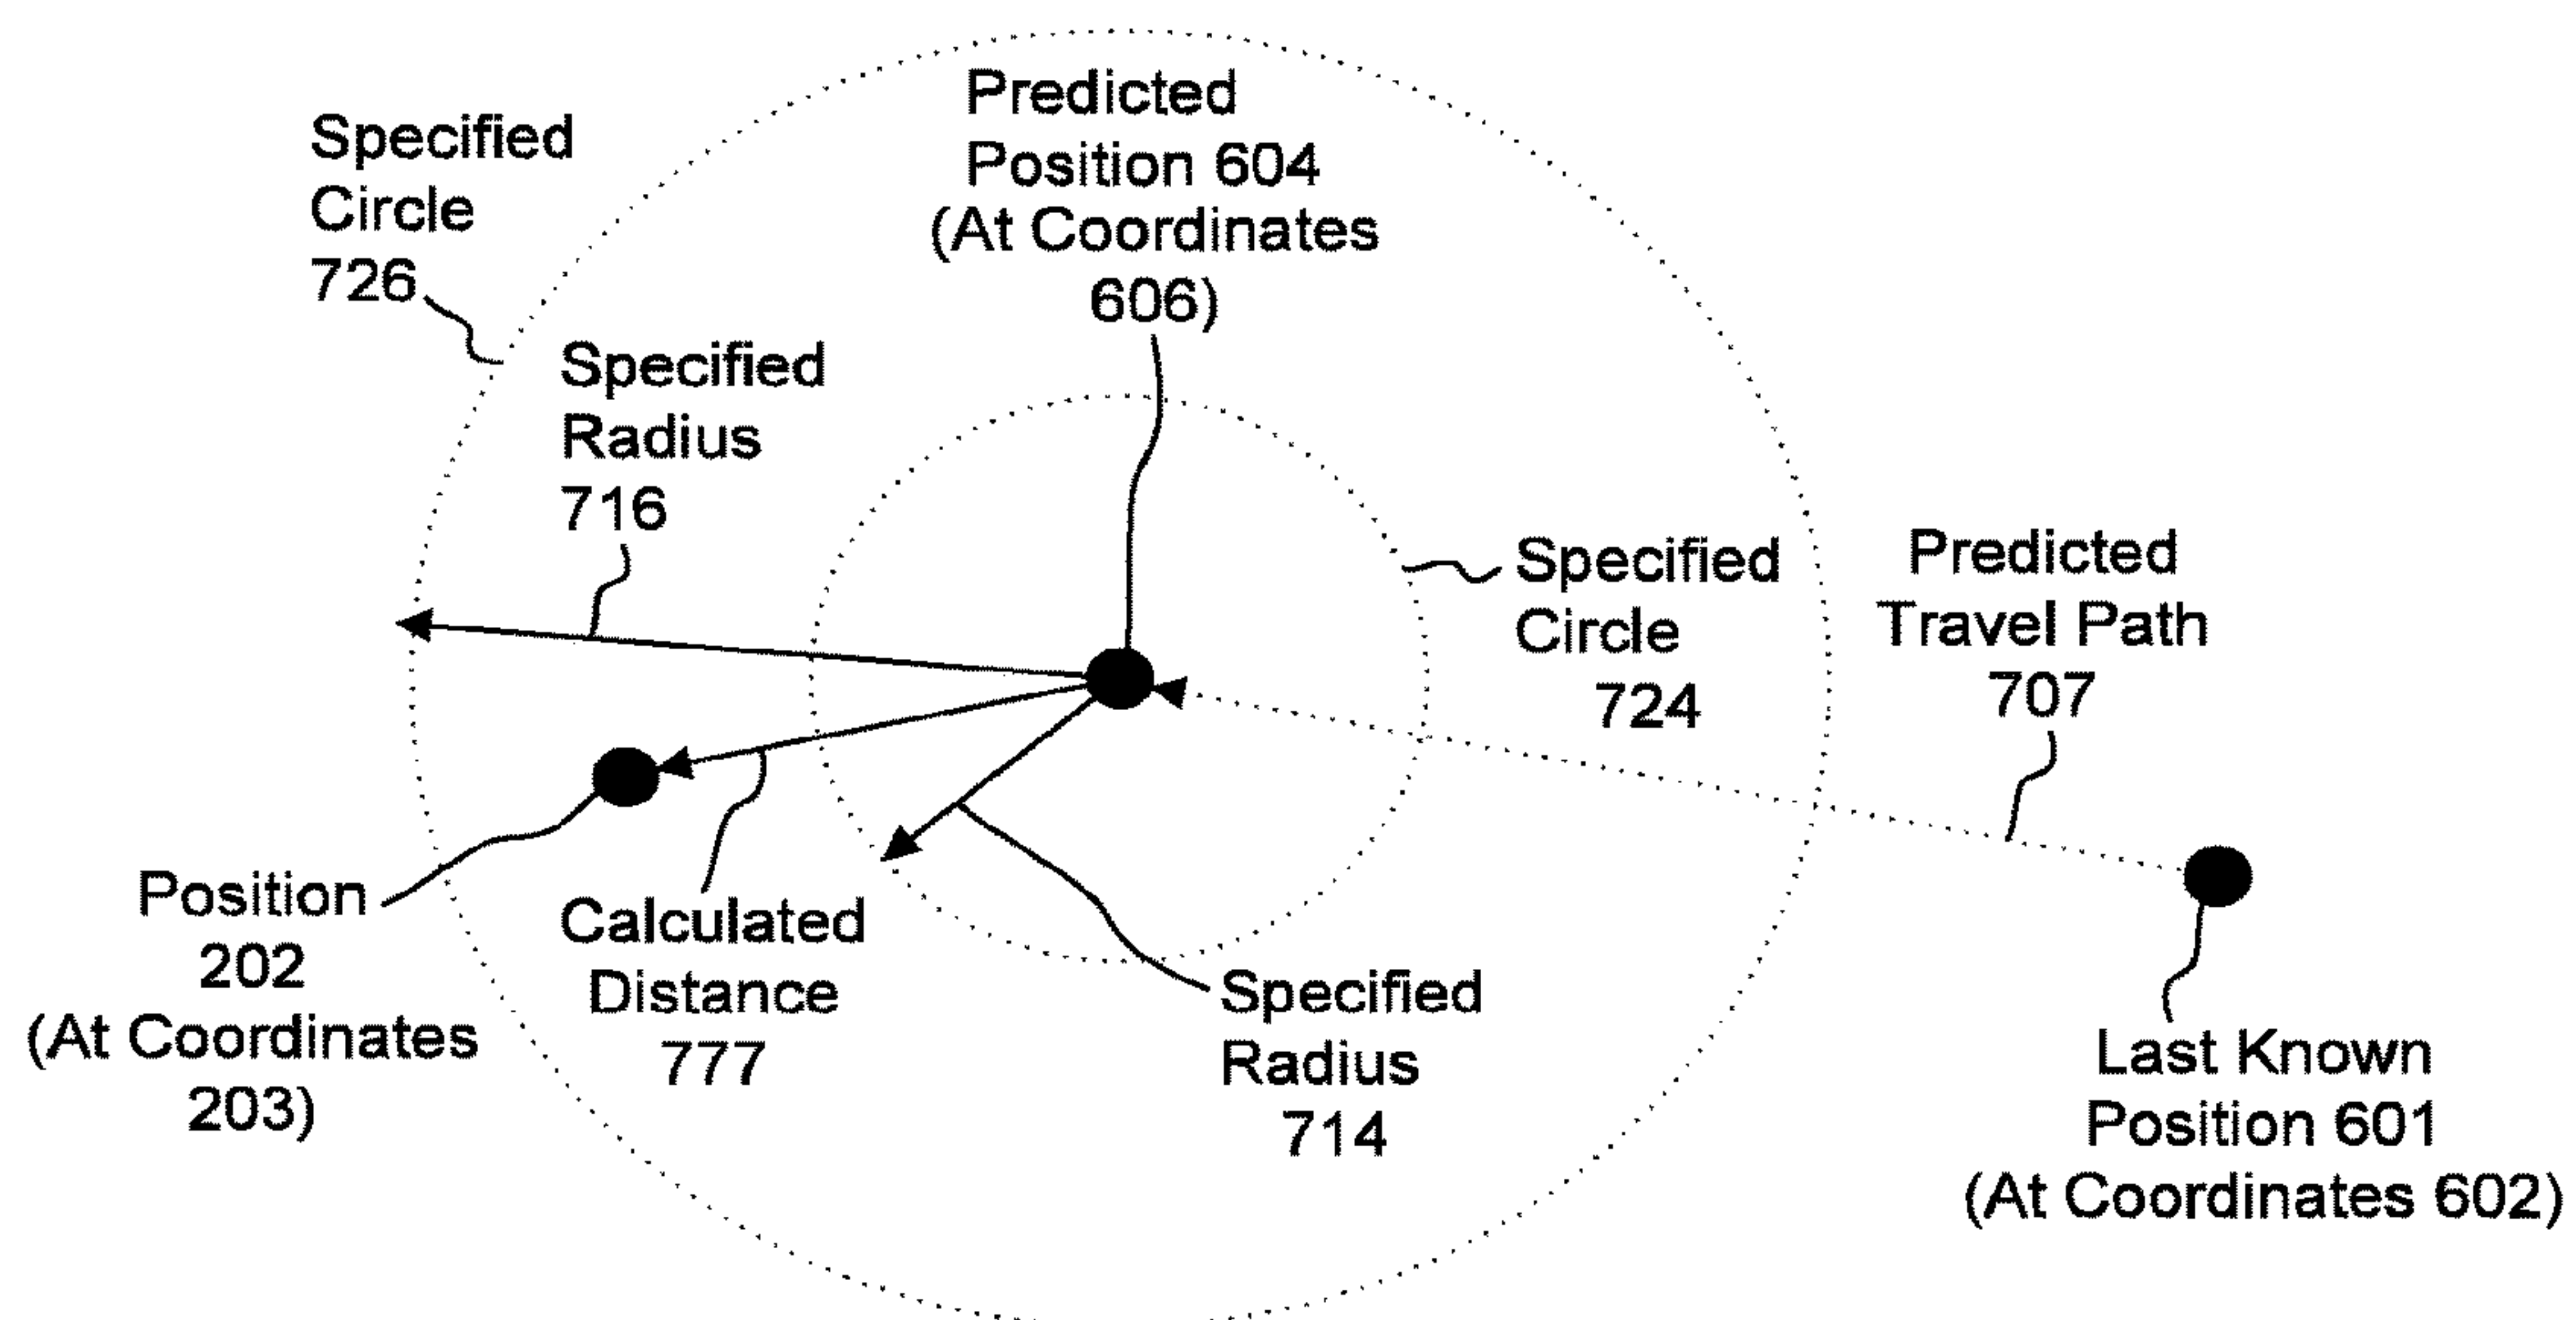 Predicted
Position 604
(At Coordinates
606)
Specified
Circle
726
Specified
Radius
716
Specified
Circle
724
Predicted
Travel Path
707
Position
202
(At Coordinates
203)
Calculated
Distance
777
Specified
Radius
714
Last Known
Position 601
(At Coordinates 602)